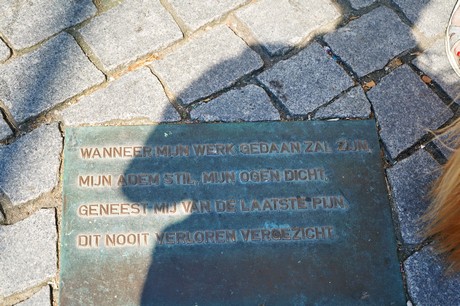 WANNEER MIJN WERK GEDAAN ZAL ZIJN,
MIJN ADEM STIL, MIJN OGEN DICHT,
GENEEST MIJ VAN DE LAATSTE PIJN
DIT NOOIT VERLOREN VERGEZICHT.